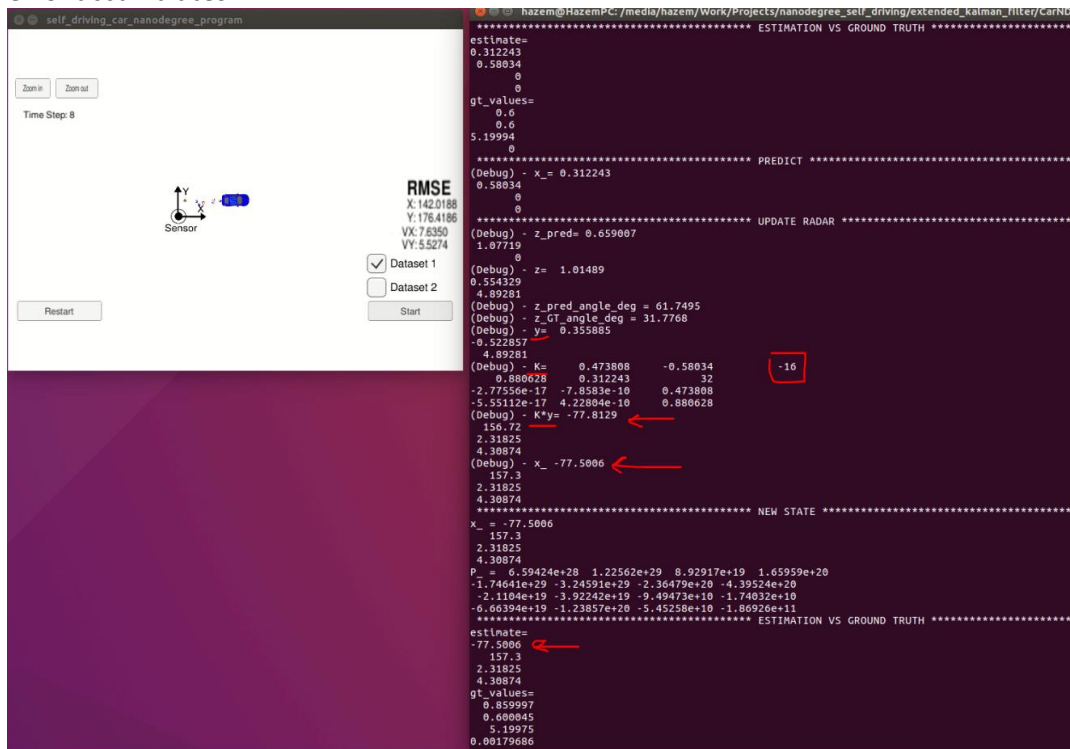 self_driving_car_nanodegree_program
Zoom in
Zoom out
Time Step: 8
Y
X
Sensor
RMSE
X: 142.0188
Y: 176.4186
VX: 7.6350
VY: 5.5274
Dataset 1
Dataset 2
Restart
Start
hazem@HazemPC: /media/hazem/Work/Projects/nanodegree_self_driving/extended_kalman_filter/CarND
****************************************** ESTIMATION VS GROUND TRUTH **********************
estimate=
0.312243
0.58034
0
0
gt_values=
0.6
0.6
5.19994
0
****************************************** PREDICT ****************************************
(Debug) - x_= 0.312243
0.58034
0
0
****************************************** UPDATE RADAR ***********************************
(Debug) - z_pred= 0.659007
1.07719
0
(Debug) - z= 1.01489
0.554329
4.89281
(Debug) - z_pred_angle_deg = 61.7495
(Debug) - z_GT_angle_deg = 31.7768
(Debug) - y= 0.355885
-0.522857
4.89281
(Debug) - K= 0.473808 -0.58034 -16
0.880628 0.312243 32
-2.77556e-17 -7.8583e-10 0.473808
-5.55112e-17 4.22804e-10 0.880628
(Debug) - K*y= -77.8129
156.72
2.31825
4.30874
(Debug) - x_ -77.5006
157.3
2.31825
4.30874
****************************************** NEW STATE **************************************
x_ = -77.5006
157.3
2.31825
4.30874
P_ = 6.59424e+28 1.22562e+29 8.92917e+19 1.65959e+20
-1.74641e+29 -3.24591e+29 -2.36479e+20 -4.39524e+20
-2.1104e+19 -3.92242e+19 -9.49473e+10 -1.74032e+10
-6.66394e+19 -1.23857e+20 -5.45258e+10 -1.86926e+11
****************************************** ESTIMATION VS GROUND TRUTH **********************
estimate=
-77.5006
157.3
2.31825
4.30874
gt_values=
0.859997
0.600045
5.19975
0.00179686